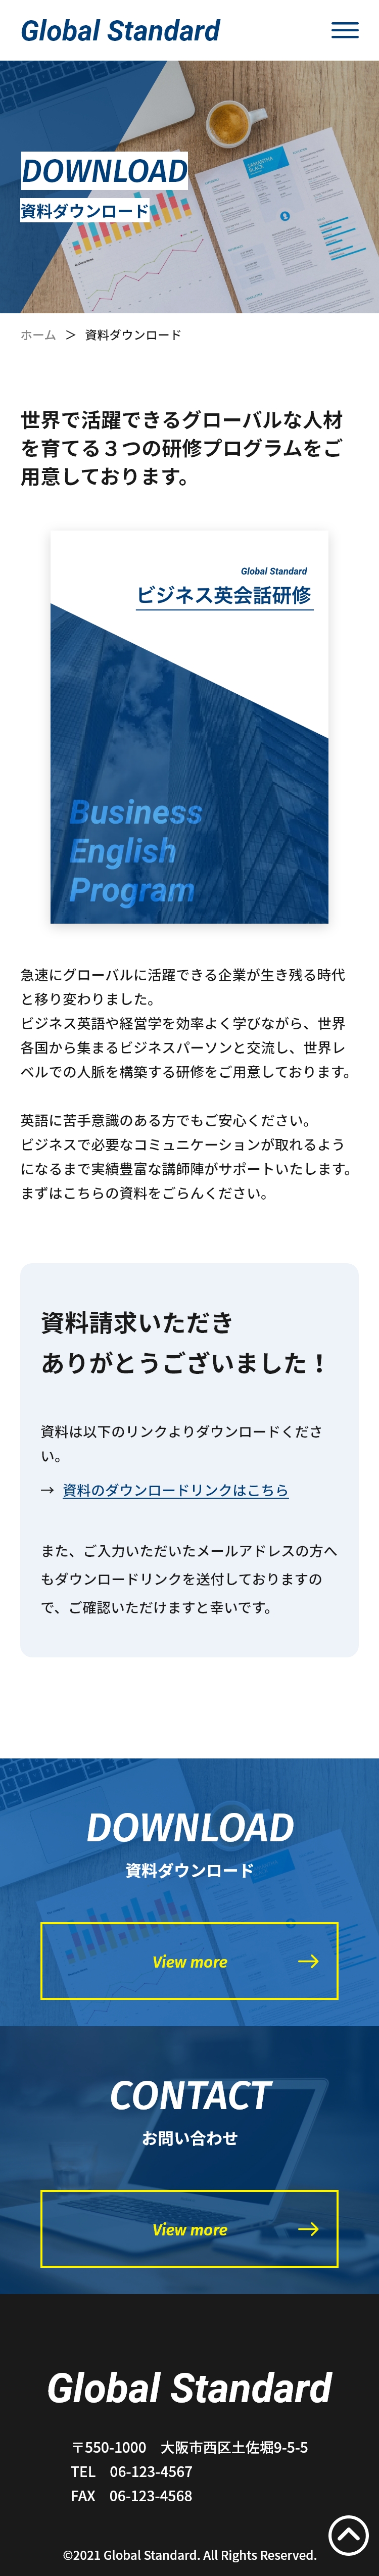 Global Standard
DOWNLOAD
資料ダウンロード
ホーム ＞ 資料ダウンロード
世界で活躍できるグローバルな人材
を育てる３つの研修プログラムをご
用意しております。
Global Standard
ビジネス英会話研修
Business
English
Program
急速にグローバルに活躍できる企業が生き残る時代
と移り変わりました。
ビジネス英語や経営学を効率よく学びながら、世界
各国から集まるビジネスパーソンと交流し、世界レ
ベルでの人脈を構築する研修をご用意しております。
英語に苦手意識のある方でもご安心ください。
ビジネスで必要なコミュニケーションが取れるよう
になるまで実績豊富な講師陣がサポートいたします。
まずはこちらの資料をごらんください。
資料請求いただき
ありがとうございました！
資料は以下のリンクよりダウンロードくださ
い。
→ 資料のダウンロードリンクはこちら
また、ご入力いただいたメールアドレスの方へ
もダウンロードリンクを送付しておりますの
で、ご確認いただけますと幸いです。
DOWNLOAD
資料ダウンロード
View more
CONTACT
お問い合わせ
View more
Global Standard
〒550-1000　大阪市西区土佐堀9-5-5
TEL　06-123-4567
FAX　06-123-4568
©2021 Global Standard. All Rights Reserved.